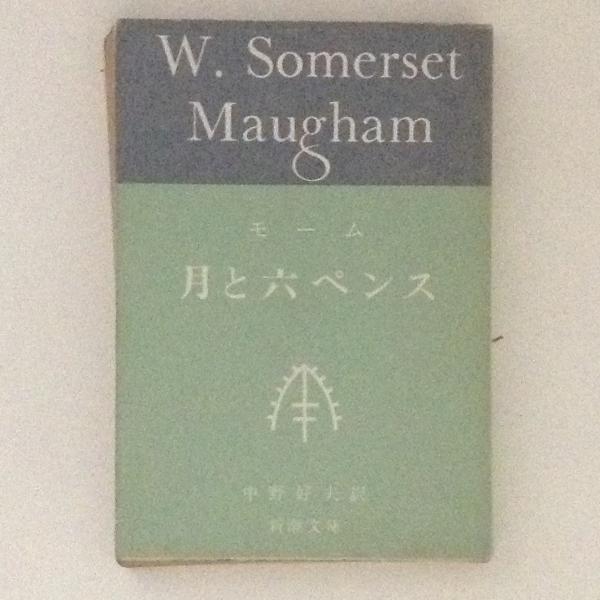 W. Somerset
Maugham
モーム
月と六ペンス
中野好夫訳
新潮文庫